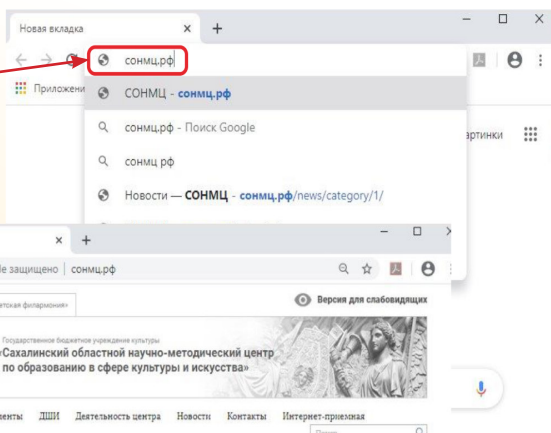 Новая вкладка
сонмц.рф
Приложени
СОНМЦ - сонмц.рф
сонмц.рф - Поиск Google
сонмц рф
Новости — СОНМЦ - сонмц.рф/news/category/1/
артинки
е защищено | сонмц.рф
етская филармония»
Версия для слабовидящих
Государственное бюджетное учреждение культуры
«Сахалинский областной научно-методический центр
по образованию в сфере культуры и искусства»
менты ДШИ Деятельность центра Новости Контакты Интернет-приемная
Поиск